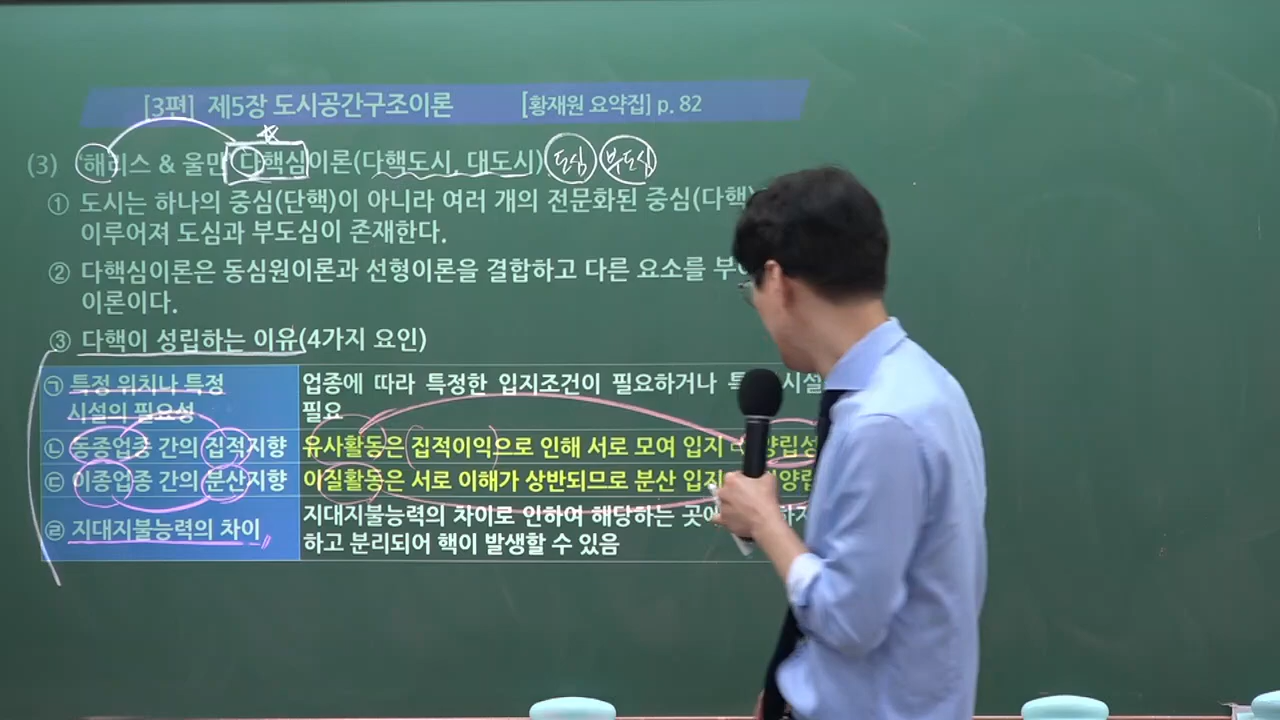 [3편] 제5장 도시공간구조이론 [황재원 요약집] p. 82
(3) '해리스 & 울만' 다핵심이론(다핵도시, 대도시) 도심 부도심
① 도시는 하나의 중심(단핵)이 아니라 여러 개의 전문화된 중심(다핵)
이루어져 도심과 부도심이 존재한다.
② 다핵심이론은 동심원이론과 선형이론을 결합하고 다른 요소를
이론이다.
③ 다핵이 성립하는 이유(4가지 요인)
㉠ 특정 위치나 특정
시설의 필요성
업종에 따라 특정한 입지조건이 필요하거나 시설
필요
㉡ 동종업종 간의 집적지향 유사활동은 집적이익으로 인해 서로 모여 입지 양립성
㉢ 이종업종 간의 분산지향 이질활동은 서로 이해가 상반되므로 분산 입지
㉣ 지대지불능력의 차이
지대지불능력의 차이로 인하여 해당하는 곳에
하고 분리되어 핵이 발생할 수 있음